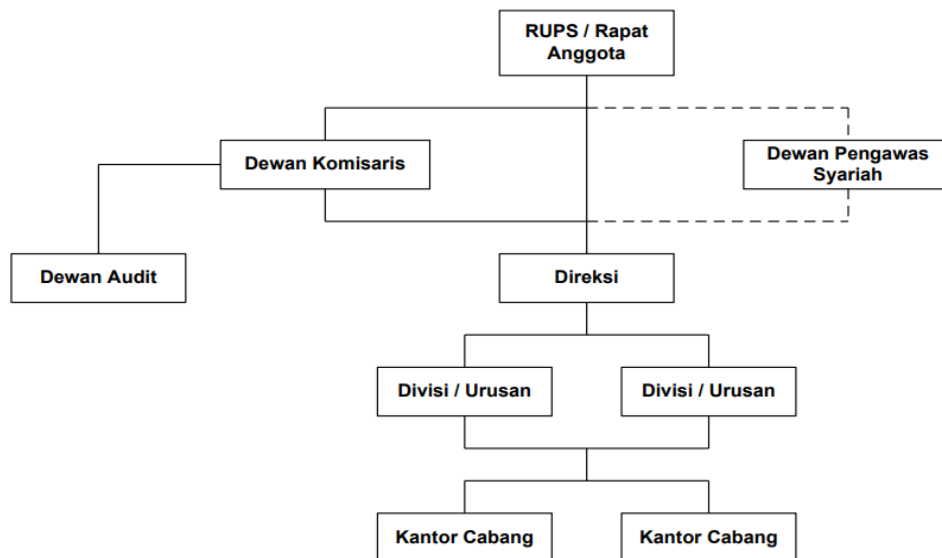 RUPS / Rapat
Anggota
Dewan Komisaris
Dewan Pengawas
Syariah
Dewan Audit
Direksi
Divisi / Urusan
Divisi / Urusan
Kantor Cabang
Kantor Cabang